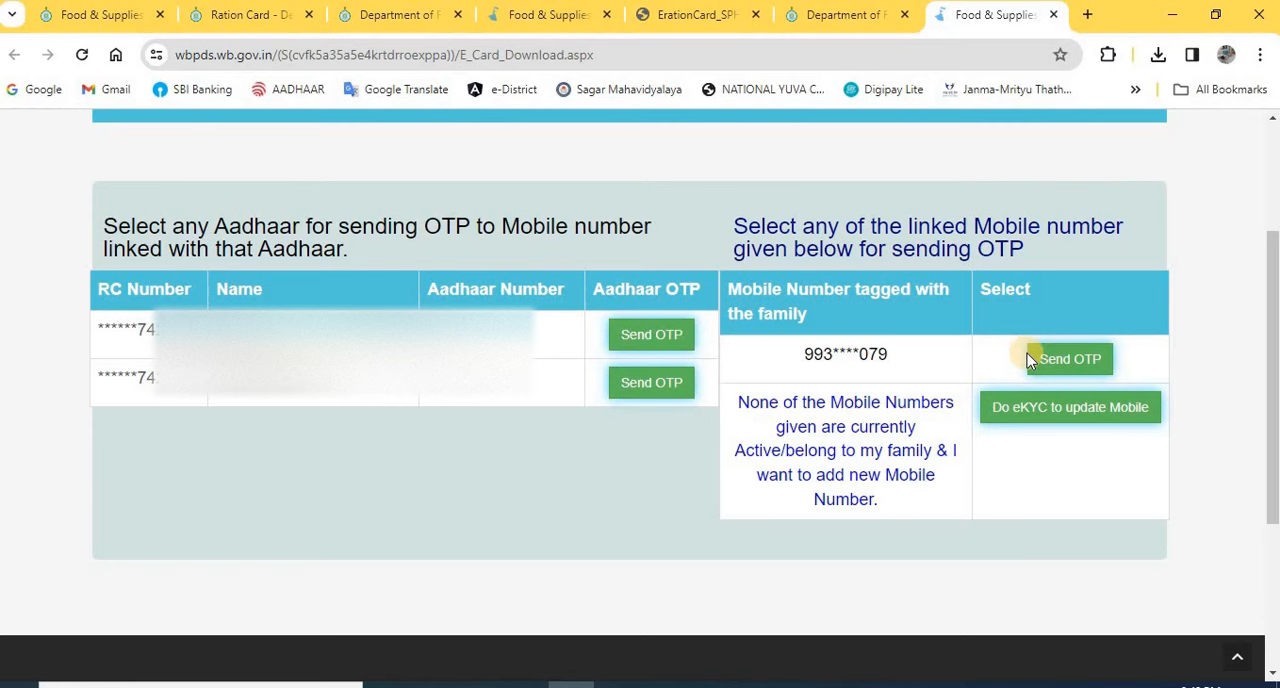 Food & Supplies
Ration Card - De
Department of F
Food & Supplies
ErationCard_SPH
Department of F
Food & Supplies
wbpds.wb.gov.in/(S(cvfk5a35a5e4krtdrroexppa))/E_Card_Download.aspx
Google
Gmail
SBI Banking
AADHAAR
Google Translate
e-District
Sagar Mahavidyalaya
NATIONAL YUVA C...
Digipay Lite
Janma-Mrityu Thath...
»
All Bookmarks
Select any Aadhaar for sending OTP to Mobile number
linked with that Aadhaar.
RC Number
Name
Aadhaar Number
Aadhaar OTP
******74
Send OTP
******74
Send OTP
Select any of the linked Mobile number
given below for sending OTP
Mobile Number tagged with
the family
Select
993****079
Send OTP
None of the Mobile Numbers
given are currently
Active/belong to my family & I
want to add new Mobile
Number.
Do eKYC to update Mobile